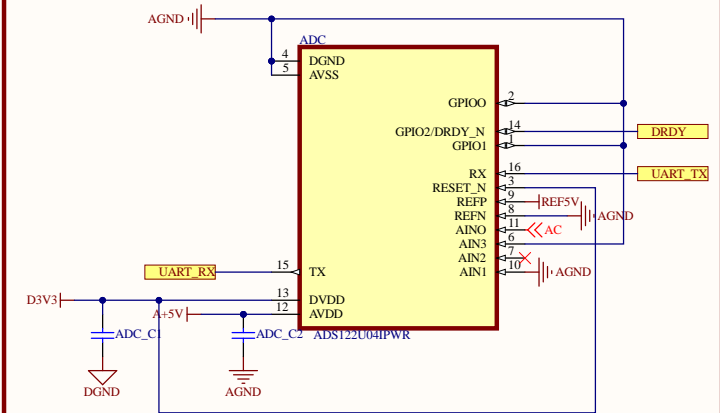 AGND
ADC
4
DGND
5
AVSS
GPIOO
2
GPIO2/DRDY_N
14
DRDY
GPIO1
1
RX
16
UART_TX
RESET_N
3
REFP
9
REF5V
REFN
8
AGND
AINO
11
AC
AIN3
6
AIN2
7
AIN1
10
AGND
UART_RX
15
TX
D3V3
13
DVDD
A+5V
12
AVDD
ADC_C1
ADC_C2
ADS122U04IPWR
DGND
AGND